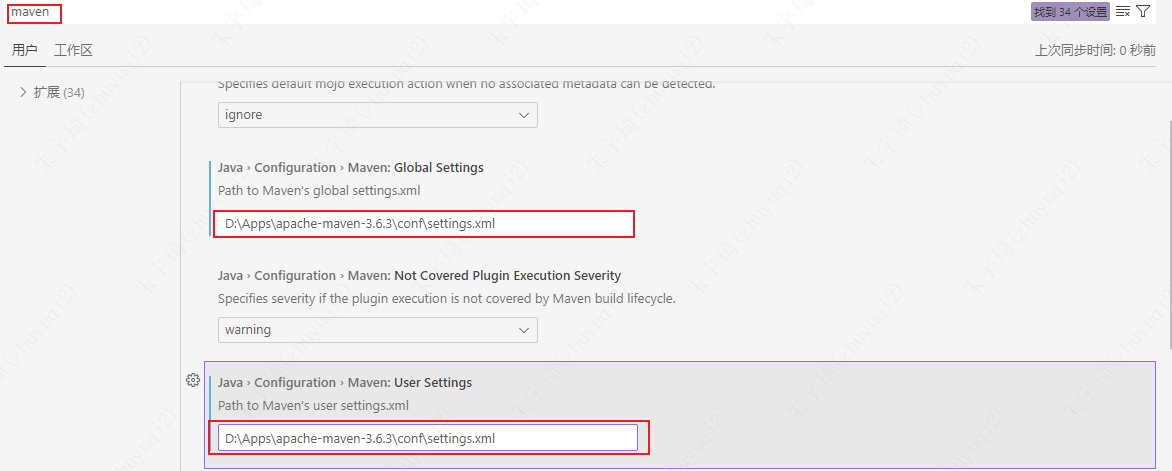 maven
找到 34 个设置
用户
工作区
上次同步时间: 0 秒前
扩展 (34)
Specifies default mojo execution action when no associated metadata can be detected.
ignore
Java › Configuration › Maven: Global Settings
Path to Maven's global settings.xml
D:\Apps\apache-maven-3.6.3\conf\settings.xml
Java › Configuration › Maven: Not Covered Plugin Execution Severity
Specifies severity if the plugin execution is not covered by Maven build lifecycle.
warning
Java › Configuration › Maven: User Settings
Path to Maven's user settings.xml
D:\Apps\apache-maven-3.6.3\conf\settings.xml
朱宇琦(zhuyuqi2)